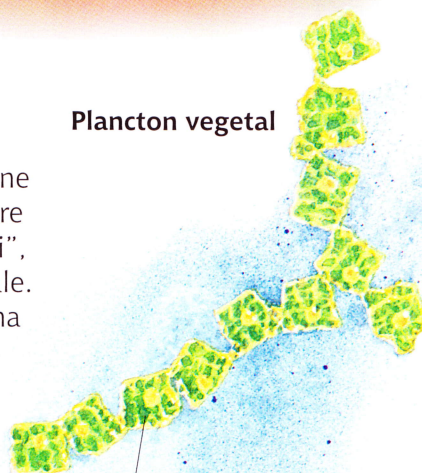 Plancton vegetal
ne
re
i”,
le.
na